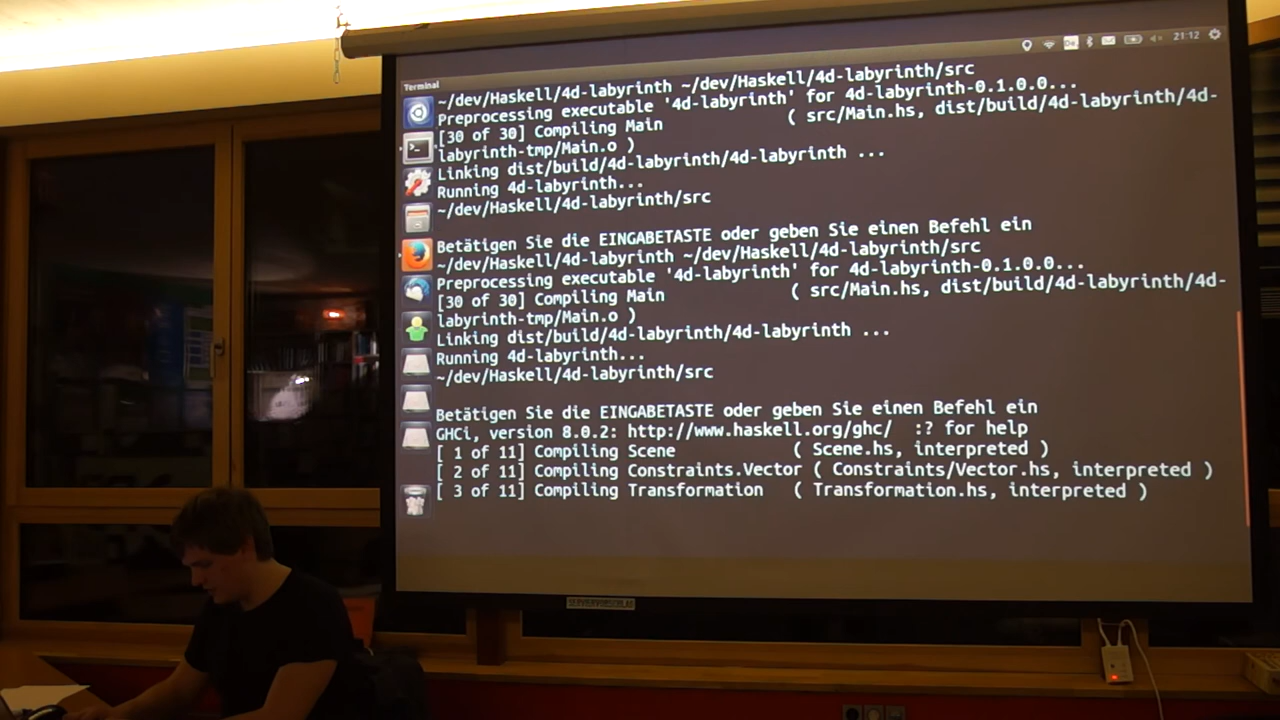 De
21:12
Terminal
~/dev/Haskell/4d-labyrinth ~/dev/Haskell/4d-labyrinth/src
Preprocessing executable '4d-labyrinth' for 4d-labyrinth-0.1.0.0...
[30 of 30] Compiling Main ( src/Main.hs, dist/build/4d-labyrinth/4d-
labyrinth-tmp/Main.o )
Linking dist/build/4d-labyrinth/4d-labyrinth ...
Running 4d-labyrinth...
~/dev/Haskell/4d-labyrinth/src
Betätigen Sie die EINGABETASTE oder geben Sie einen Befehl ein
~/dev/Haskell/4d-labyrinth ~/dev/Haskell/4d-labyrinth/src
Preprocessing executable '4d-labyrinth' for 4d-labyrinth-0.1.0.0...
[30 of 30] Compiling Main ( src/Main.hs, dist/build/4d-labyrinth/4d-
labyrinth-tmp/Main.o )
Linking dist/build/4d-labyrinth/4d-labyrinth ...
Running 4d-labyrinth...
~/dev/Haskell/4d-labyrinth/src
Betätigen Sie die EINGABETASTE oder geben Sie einen Befehl ein
GHCi, version 8.0.2: http://www.haskell.org/ghc/ :? for help
[ 1 of 11] Compiling Scene ( Scene.hs, interpreted )
[ 2 of 11] Compiling Constraints.Vector ( Constraints/Vector.hs, interpreted )
[ 3 of 11] Compiling Transformation ( Transformation.hs, interpreted )